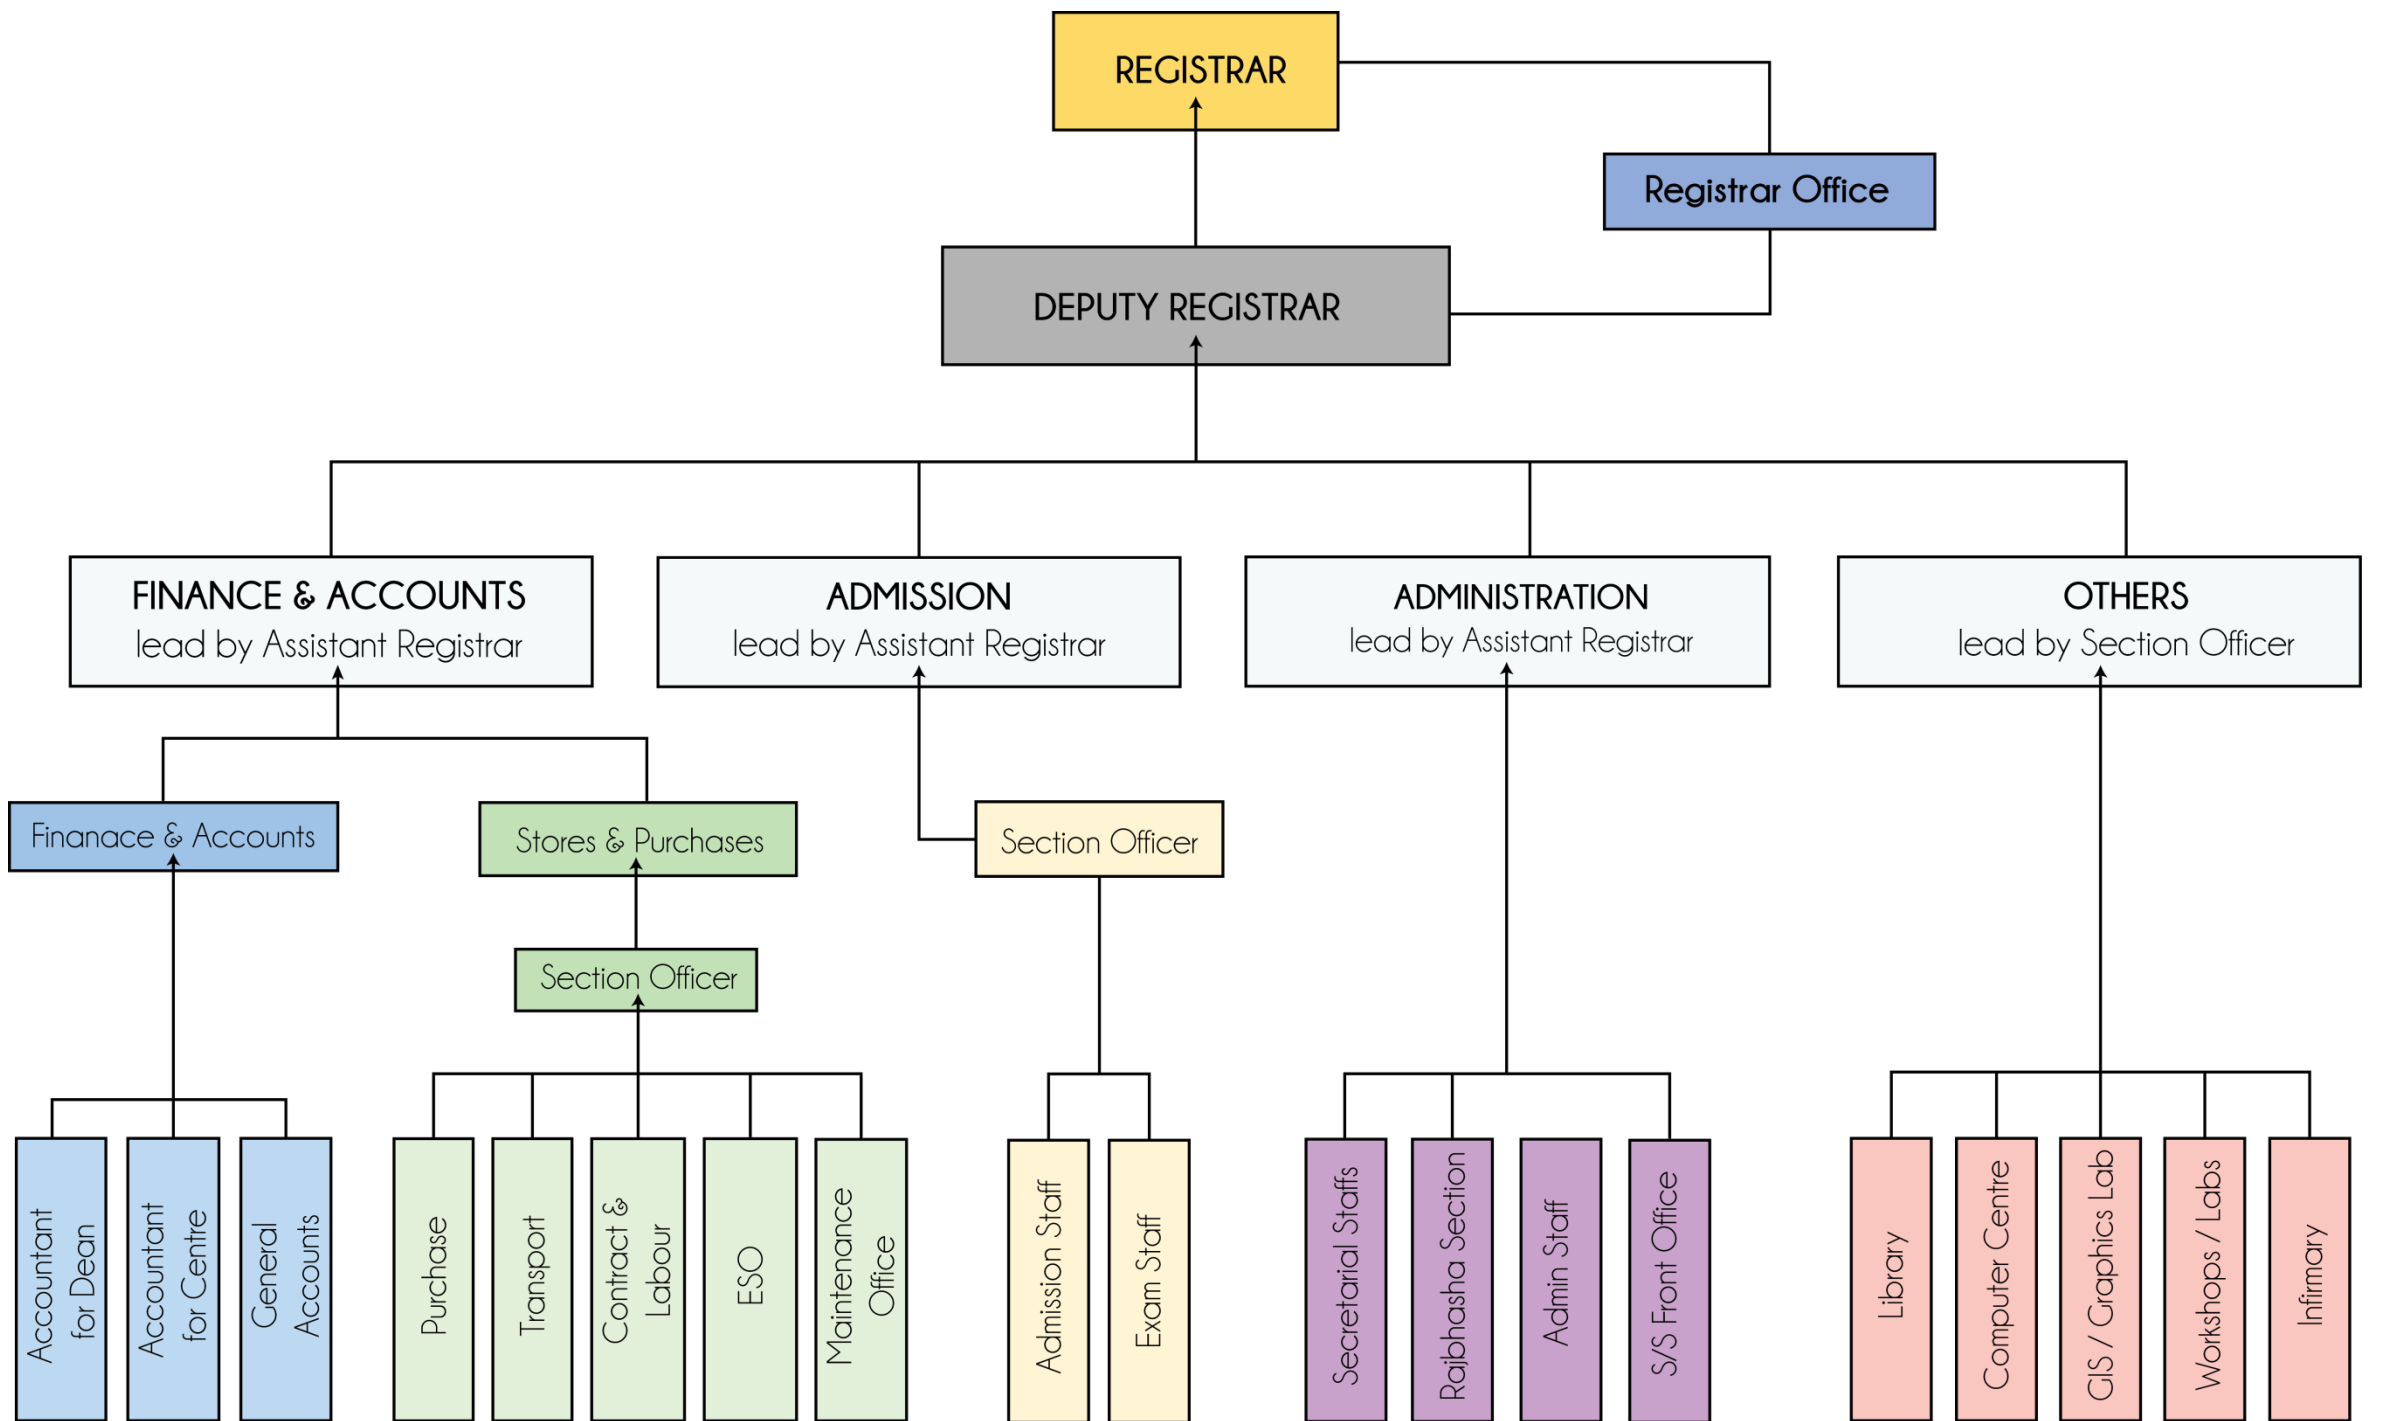 REGISTRAR
Registrar Office
DEPUTY REGISTRAR
FINANCE & ACCOUNTS
lead by Assistant Registrar
ADMISSION
lead by Assistant Registrar
ADMINISTRATION
lead by Assistant Registrar
OTHERS
lead by Section Officer
Finanace & Accounts
Stores & Purchases
Section Officer
Section Officer
Accountant
for Dean
Accountant
for Centre
General
Accounts
Purchase
Transport
Contract &
Labour
ESO
Maintenance
Office
Admission Staff
Exam Staff
Secretarial Staffs
Rajbhasha Section
Admin Staff
S/S Front Office
Library
Computer Centre
GIS / Graphics Lab
Workshops / Labs
Infirmary